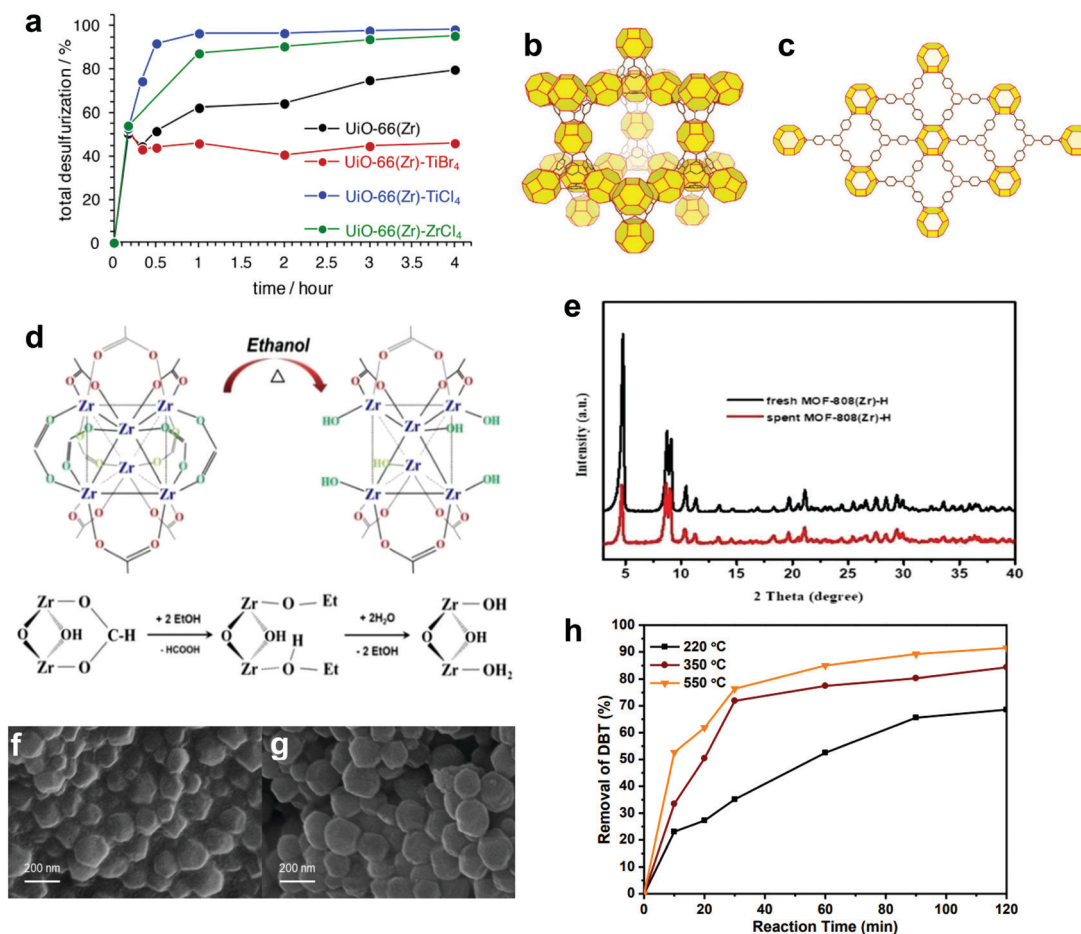 a
total desulfurization / %
100
80
60
40
20
0
0 0.5 1 1.5 2 2.5 3 3.5 4
time / hour
UiO-66(Zr)
UiO-66(Zr)-TiBr4
UiO-66(Zr)-TiCl4
UiO-66(Zr)-ZrCl4
b
c
d
Ethanol
△
O O
O O O O
Zr Zr
O Zr O
O O O O
O Zr O
Zr Zr
O O O O
O O
O O
O O O O
Zr Zr
HO Zr OH OH
HO Zr
HO Zr Zr OH
O O O O
O O
Zr — O
O OH C-H
Zr — O
+ 2 EtOH
- HCOOH
Zr — O — Et
O OH H
Zr O — Et
+ 2H2O
- 2 EtOH
Zr — OH
O OH
Zr — OH2
e
Intensity (a.u.)
fresh MOF-808(Zr)-H
spent MOF-808(Zr)-H
5 10 15 20 25 30 35 40
2 Theta (degree)
f
200 nm
g
200 nm
h
Removal of DBT (%)
100
90
80
70
60
50
40
30
20
10
0
220 °C
350 °C
550 °C
0 20 40 60 80 100 120
Reaction Time (min)